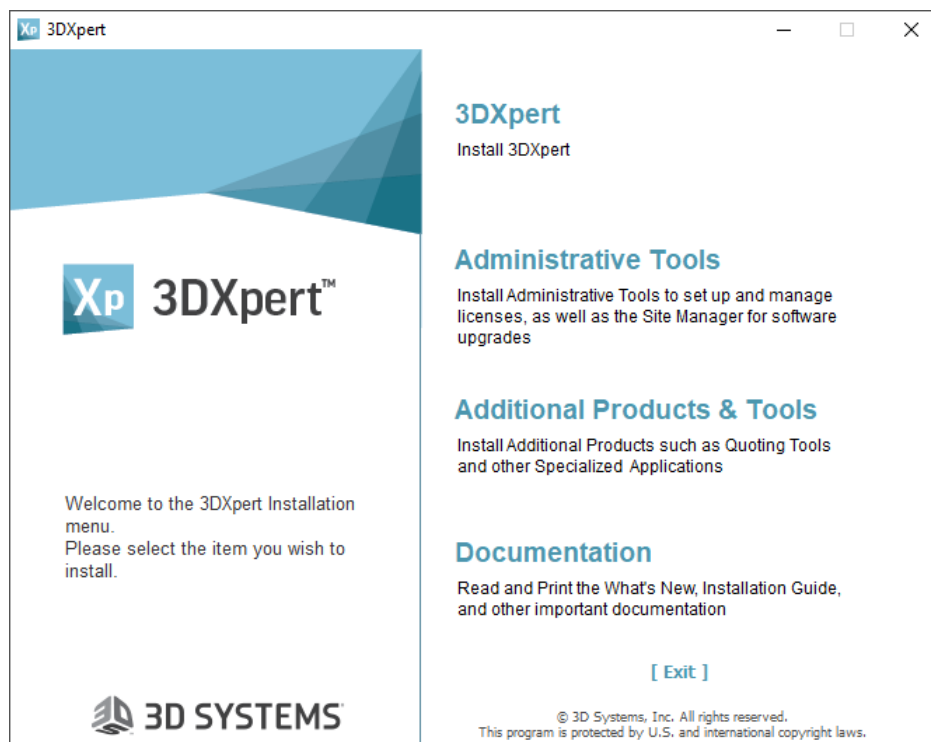 Xp 3DXpert
3DXpert
Install 3DXpert
Administrative Tools
Install Administrative Tools to set up and manage
licenses, as well as the Site Manager for software
upgrades
Additional Products & Tools
Install Additional Products such as Quoting Tools
and other Specialized Applications
Documentation
Read and Print the What's New, Installation Guide,
and other important documentation
[ Exit ]
© 3D Systems, Inc. All rights reserved.
This program is protected by U.S. and international copyright laws.
Xp 3DXpert™
Welcome to the 3DXpert Installation
menu.
Please select the item you wish to
install.
3D SYSTEMS